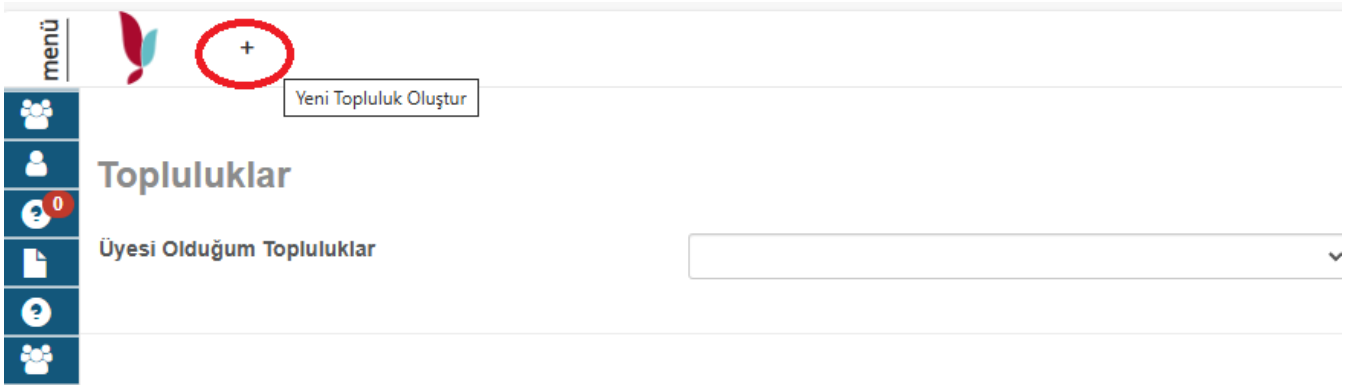 menü
+
Yeni Topluluk Oluştur
Topluluklar
0
Üyesi Olduğum Topluluklar